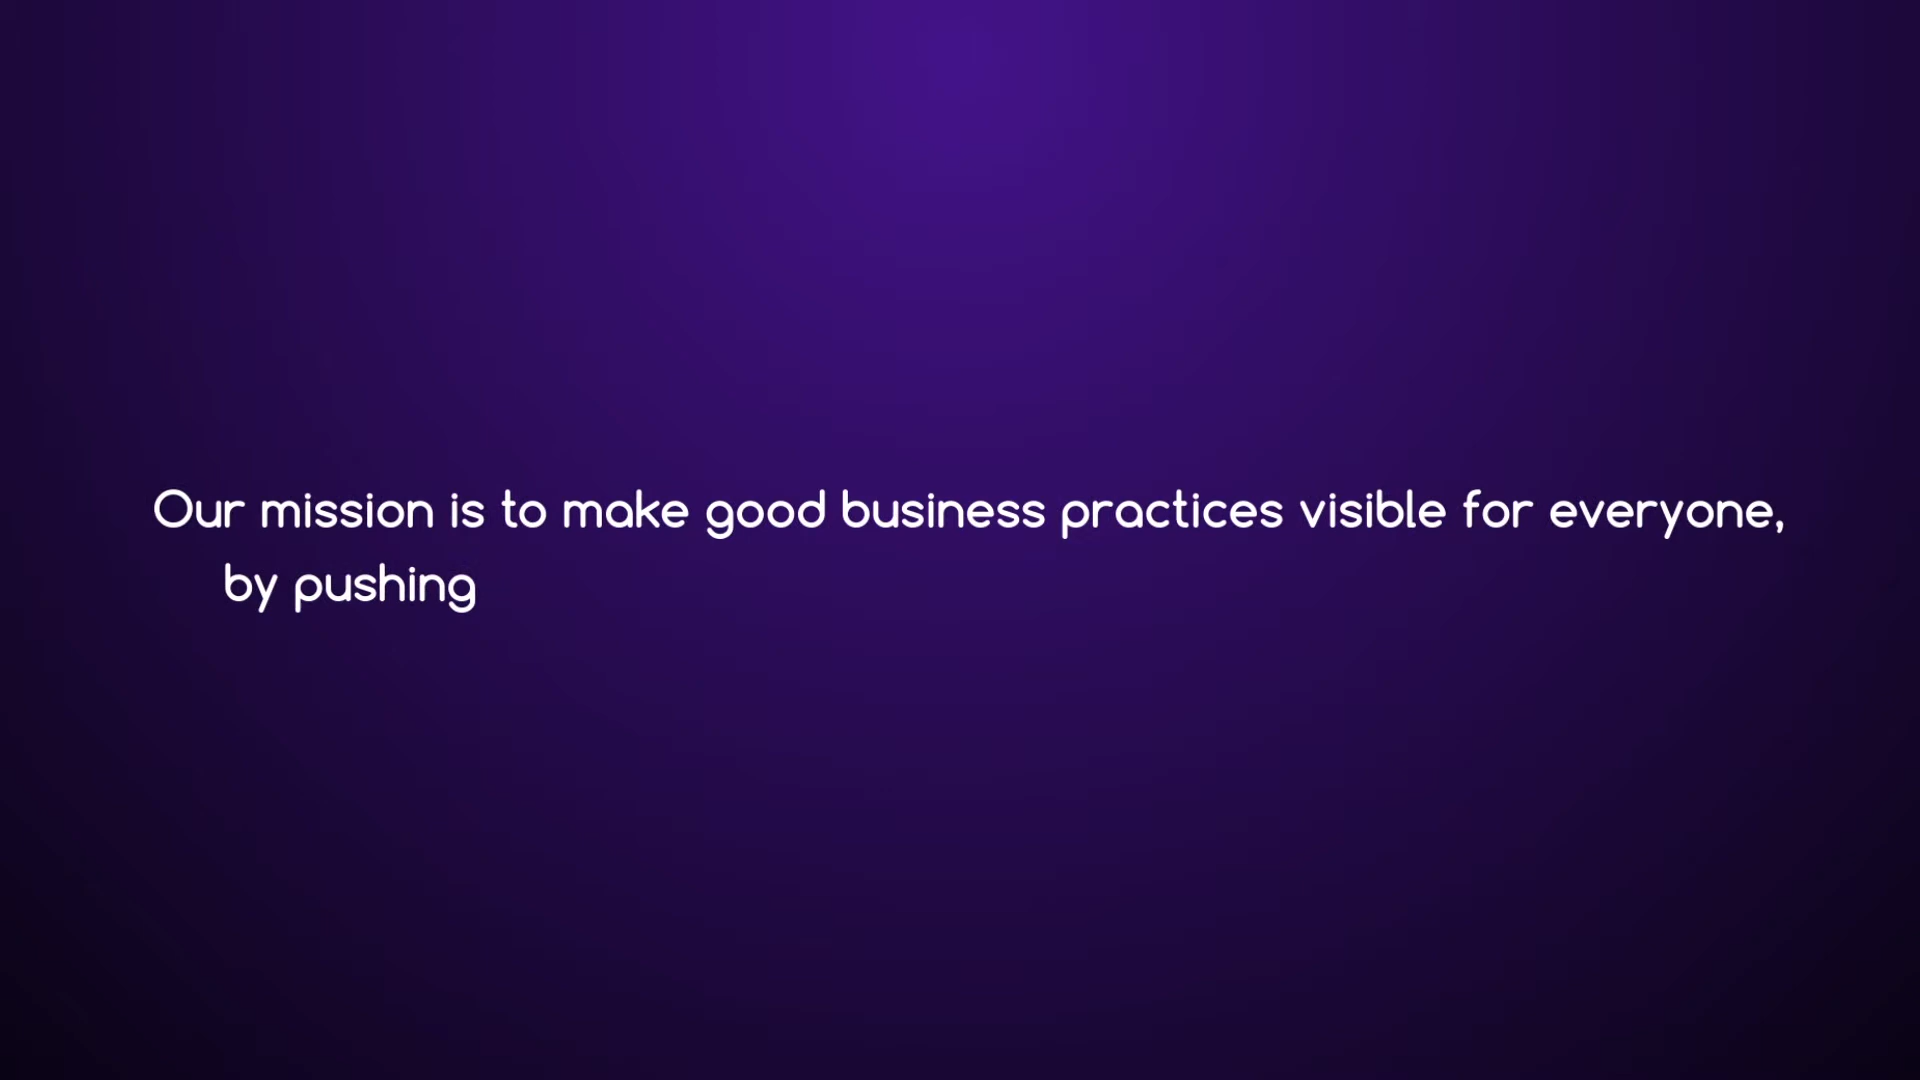 Our mission is to make good business practices visible for everyone,
by pushing